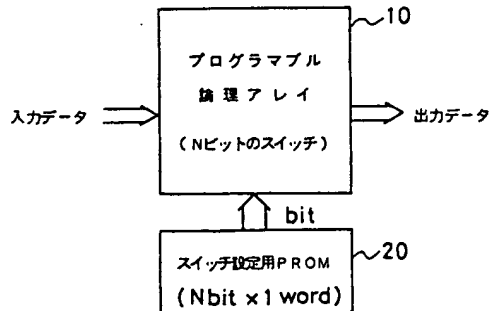 10
プログラマブル
論理アレイ
入力データ
出力データ
(Nビットのスイッチ)
bit
20
スイッチ設定用PROM
(Nbit x 1 word)